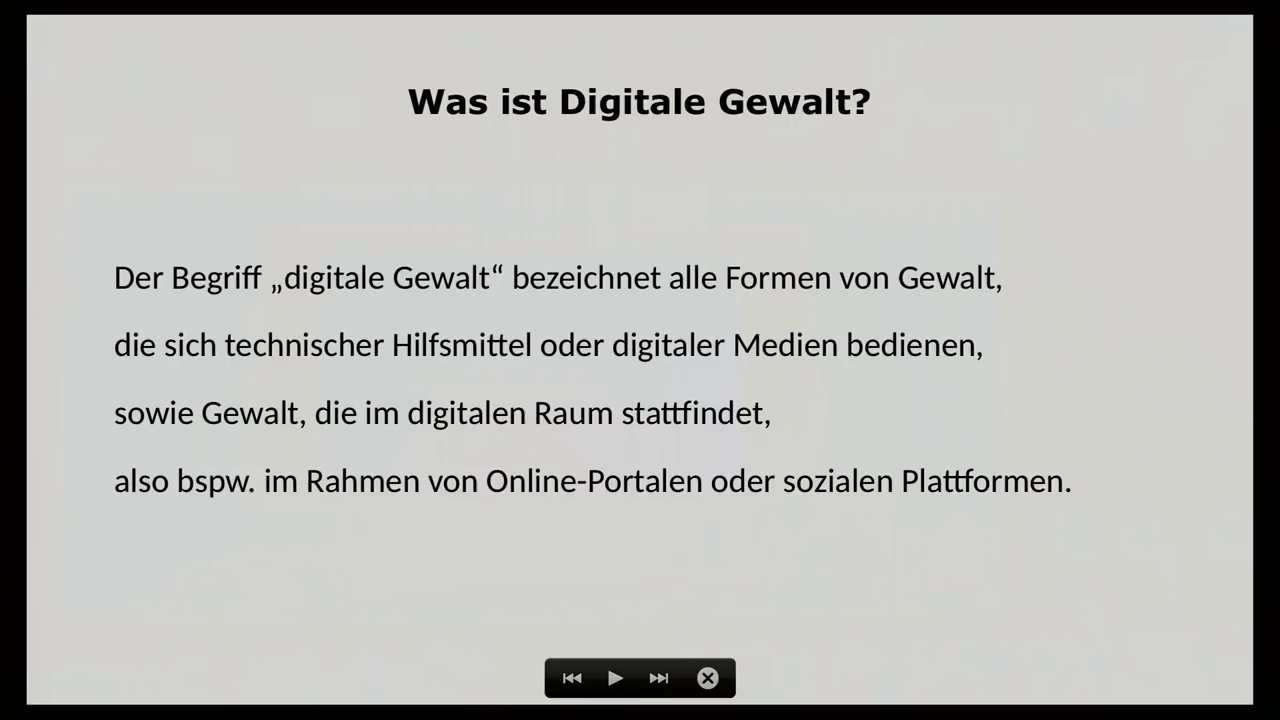 Was ist Digitale Gewalt?
Der Begriff „digitale Gewalt“ bezeichnet alle Formen von Gewalt,
die sich technischer Hilfsmittel oder digitaler Medien bedienen,
sowie Gewalt, die im digitalen Raum stattfindet,
also bspw. im Rahmen von Online-Portalen oder sozialen Plattformen.